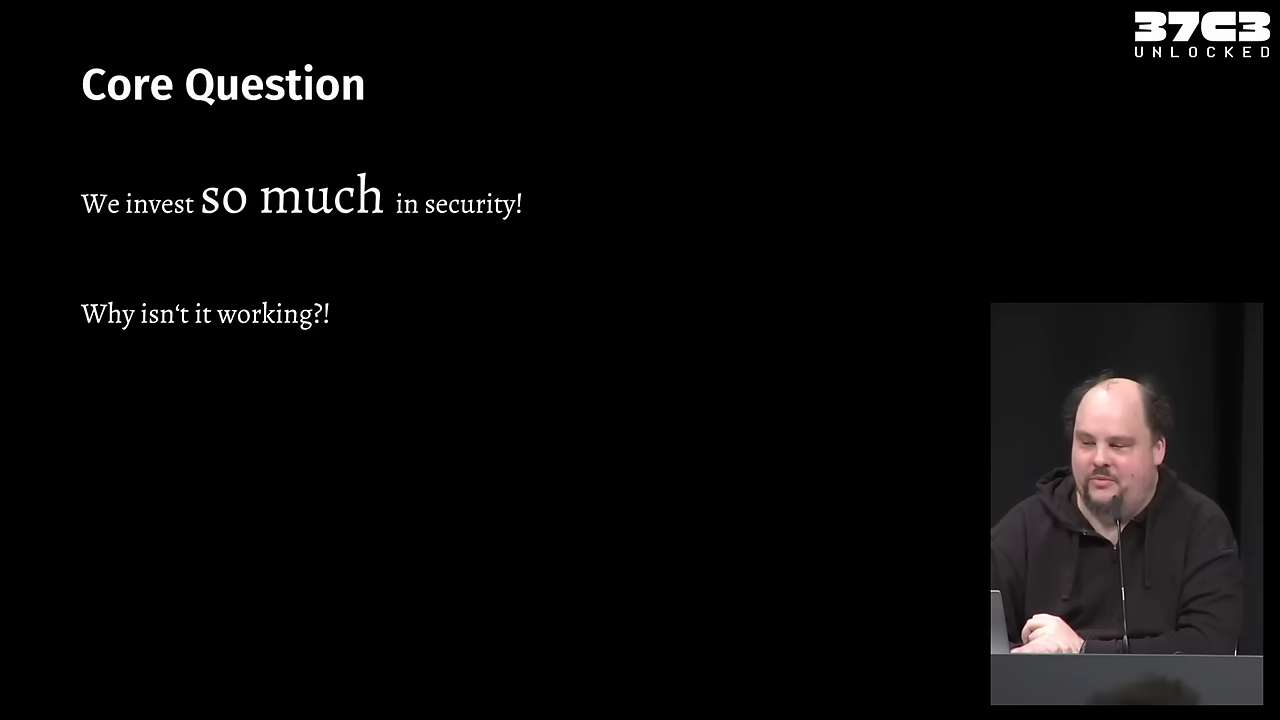 37C3
UNLOCKED
Core Question
We invest so much in security!
Why isn‘t it working?!